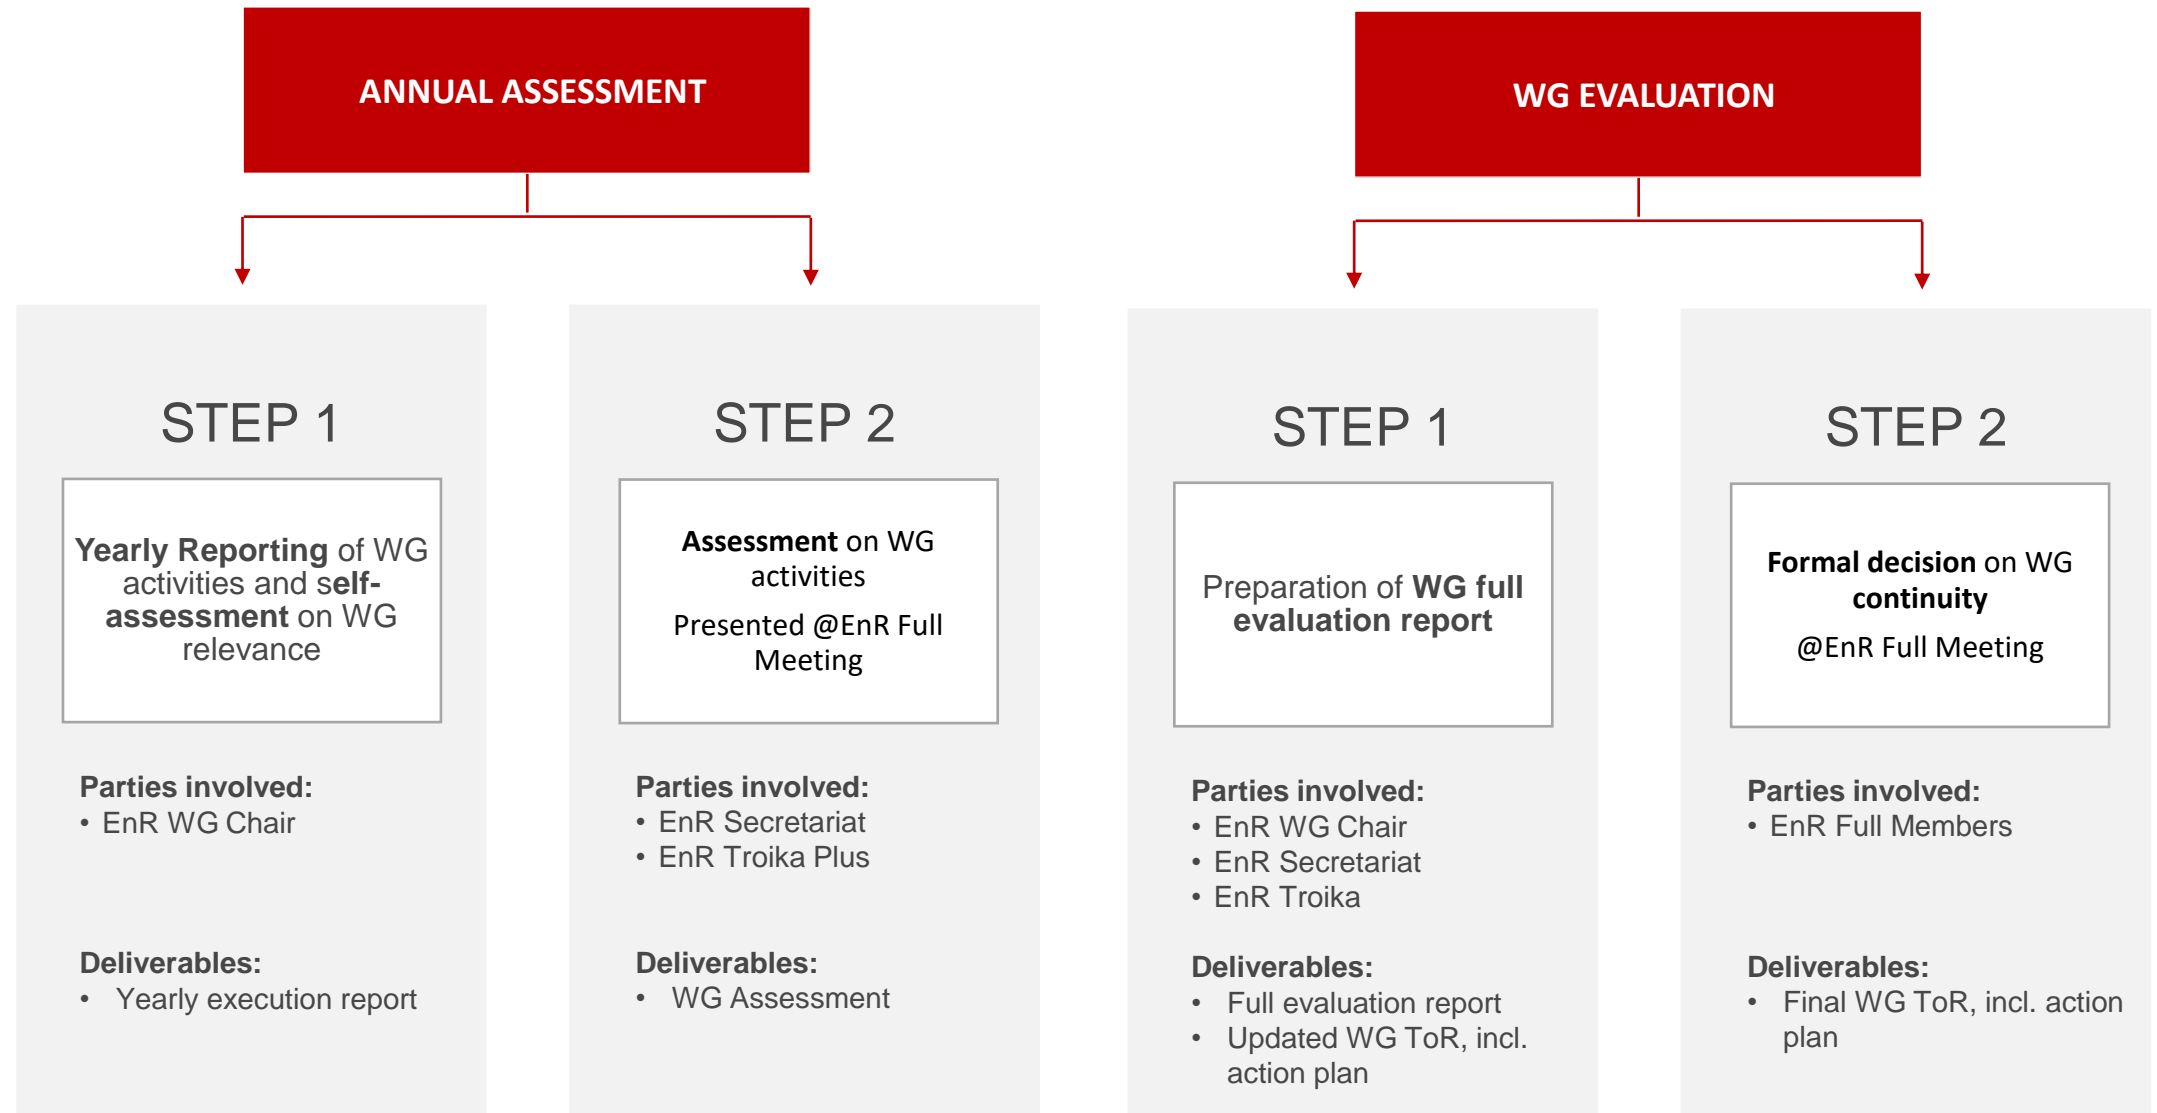 ANNUAL ASSESSMENT
WG EVALUATION
STEP 1
Yearly Reporting of WG
activities and self-
assessment on WG
relevance
Parties involved:
• EnR WG Chair
Deliverables:
• Yearly execution report
STEP 2
Assessment on WG
activities
Presented @EnR Full
Meeting
Parties involved:
• EnR Secretariat
• EnR Troika Plus
Deliverables:
• WG Assessment
STEP 1
Preparation of WG full
evaluation report
Parties involved:
• EnR WG Chair
• EnR Secretariat
• EnR Troika
Deliverables:
• Full evaluation report
• Updated WG ToR, incl.
action plan
STEP 2
Formal decision on WG
continuity
@EnR Full Meeting
Parties involved:
• EnR Full Members
Deliverables:
• Final WG ToR, incl. action
plan